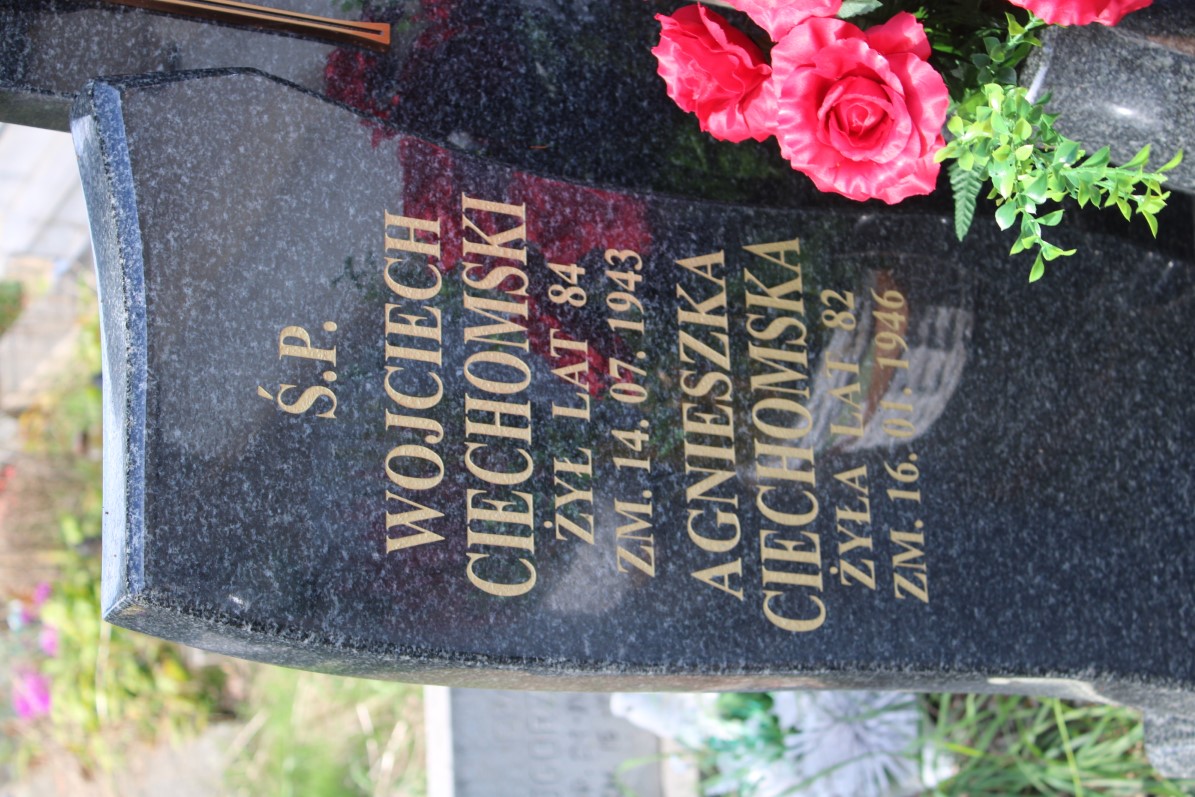 Ś.P.
WOJCIECH
CIECHOMSKI
ŻYŁ LAT 84
ZM. 14. 07. 1943
AGNIESZKA
CIECHOMSKA
ŻYŁA LAT 82
ZM. 16. 01. 1946